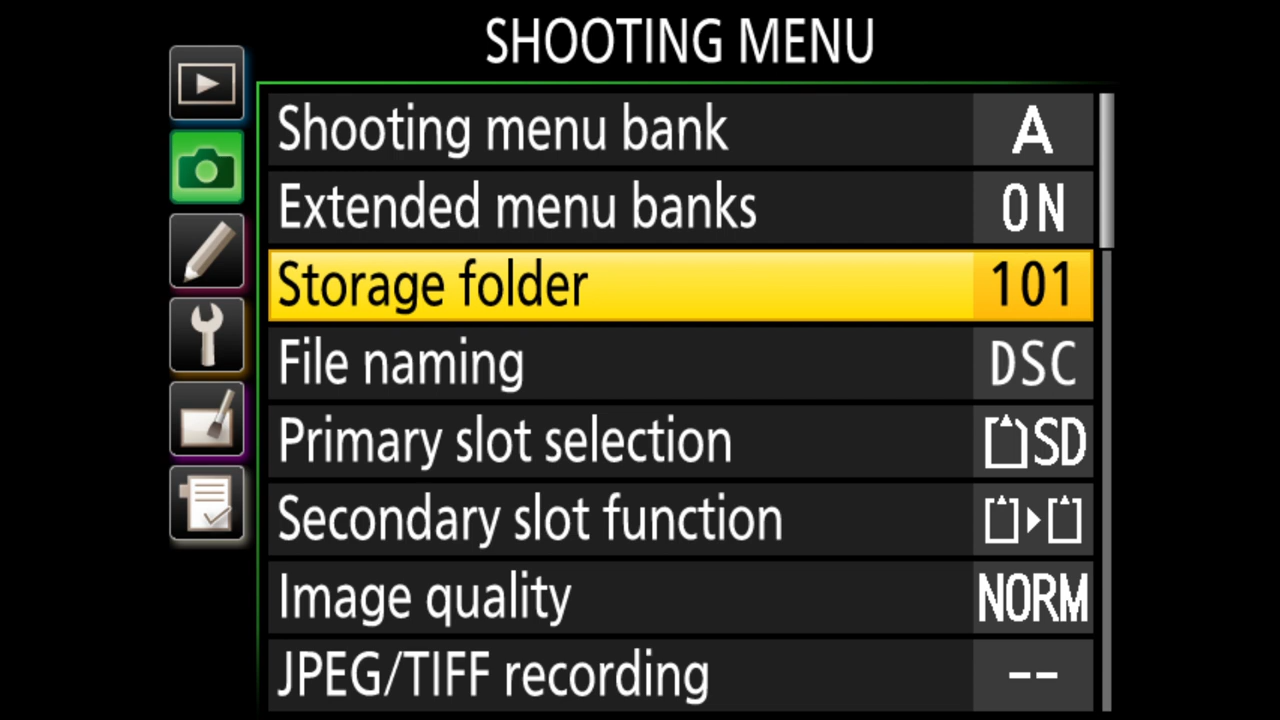 SHOOTING MENU
Shooting menu bank A
Extended menu banks ON
Storage folder 101
File naming DSC
Primary slot selection SD
Secondary slot function
Image quality NORM
JPEG/TIFF recording --